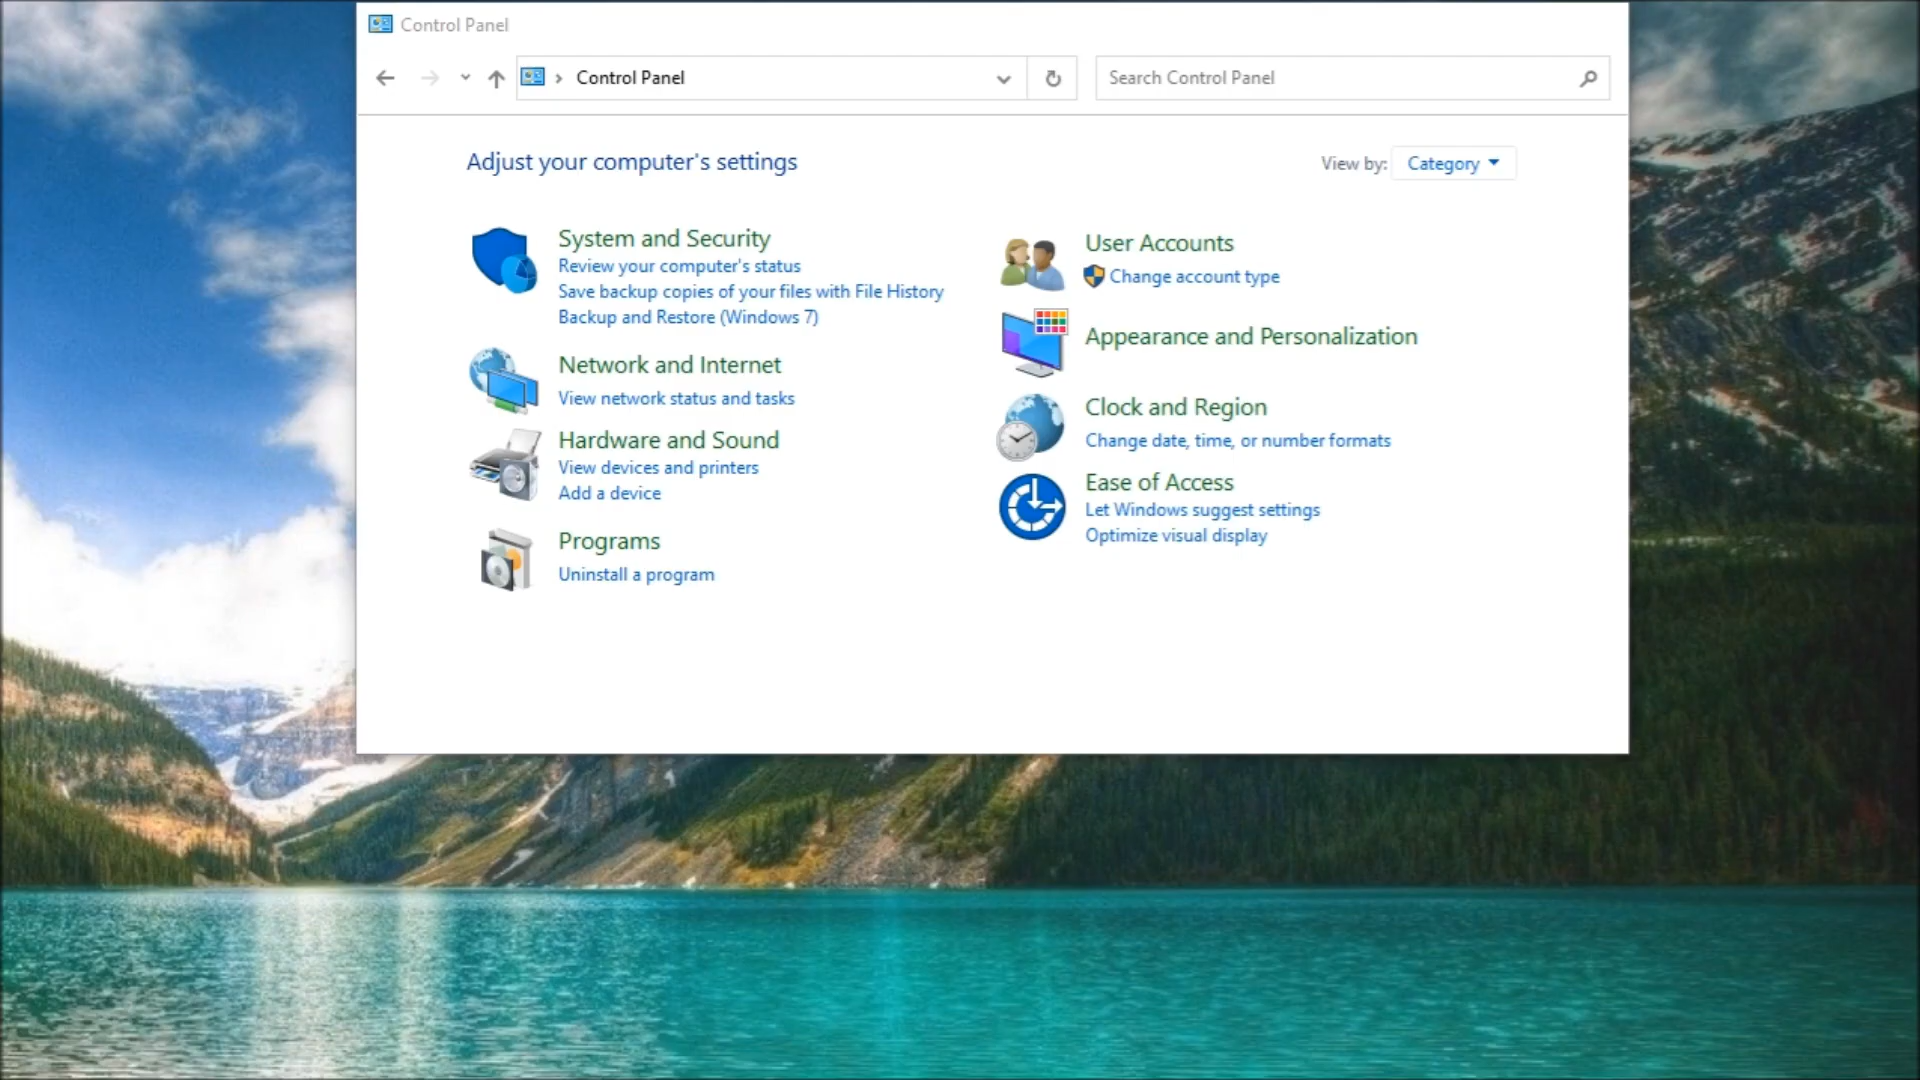 Control Panel
Control Panel
Search Control Panel
Adjust your computer's settings
View by: Category
System and Security
Review your computer's status
Save backup copies of your files with File History
Backup and Restore (Windows 7)
Network and Internet
View network status and tasks
Hardware and Sound
View devices and printers
Add a device
Programs
Uninstall a program
User Accounts
Change account type
Appearance and Personalization
Clock and Region
Change date, time, or number formats
Ease of Access
Let Windows suggest settings
Optimize visual display